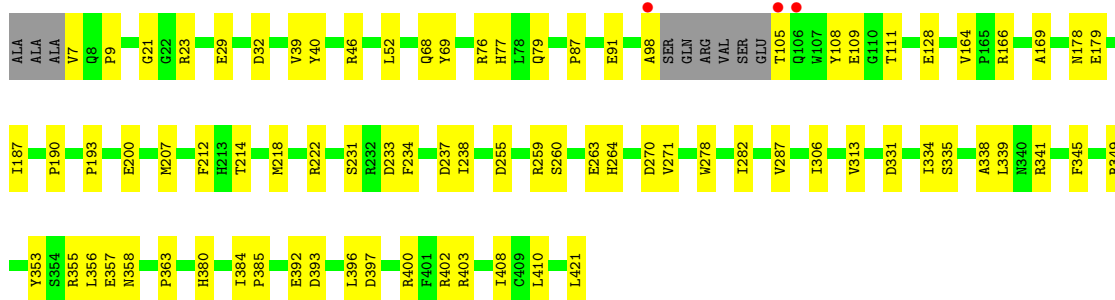 ALA ALA ALA V7 Q8 P9 G21 G22 R23 E29 D32 V39 Y40 R46 L52 Q68 Y69 R76 H77 L78 Q79 P87 E91 A98 SER GLN ARG VAL SER GLU T105 Q106 W107 Y108 E109 G110 T111 E128 V164 P165 R166 A169 N178 E179
I187 P190 P193 E200 M207 F212 H213 T214 M218 R222 S231 R232 D233 F234 D237 I238 D255 R259 S260 E263 H264 D270 V271 W278 I282 V287 I306 V313 D331 I334 S335 A338 L339 N340 R341 F345
Y353 S354 R355 L356 E357 N358 P363 H380 I384 P385 E392 D393 L396 D397 R400 F401 R402 R403 I408 C409 L410 L421